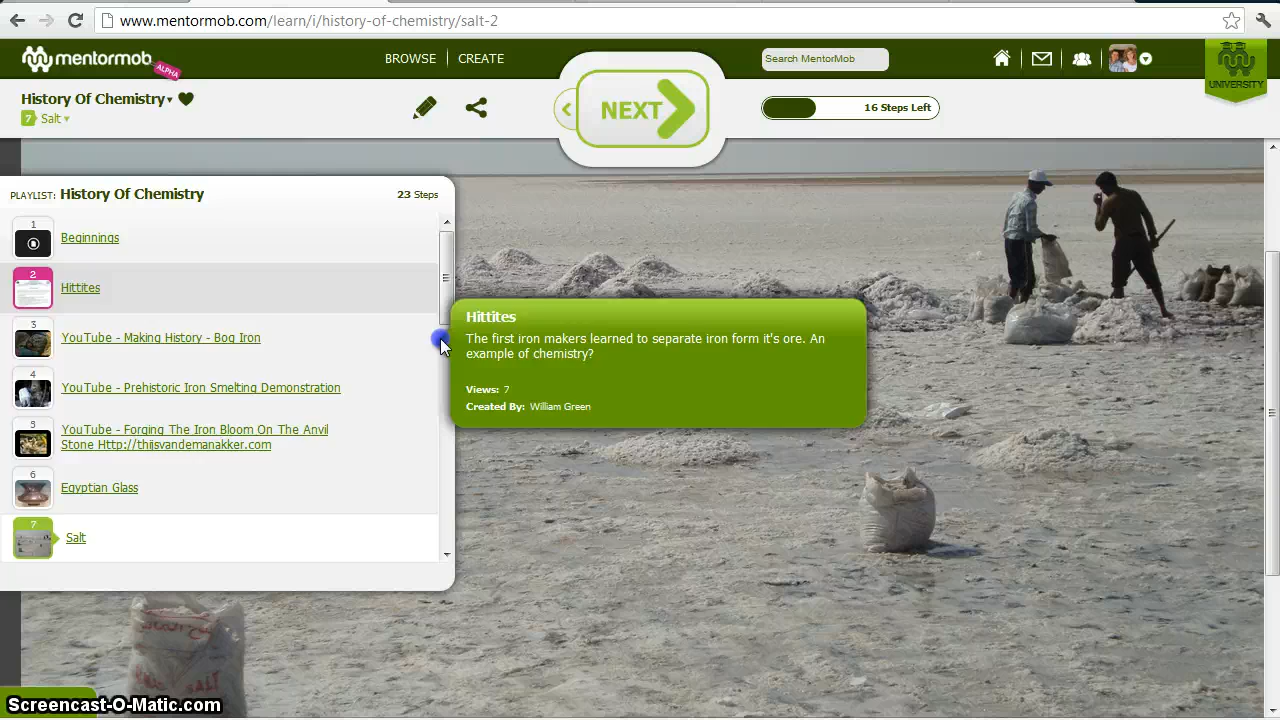 www.mentormob.com/learn/i/history-of-chemistry/salt-2
mentormob
ALPHA
BROWSE
CREATE
NEXT
Search MentorMob
UNIVERSITY
History Of Chemistry
7 Salt
16 Steps Left
PLAYLIST: History Of Chemistry
23 Steps
1
Beginnings
2
Hittites
3
YouTube - Making History - Bog Iron
4
YouTube - Prehistoric Iron Smelting Demonstration
5
YouTube - Forging The Iron Bloom On The Anvil
Stone Http://thijsvandemanakker.com
6
Egyptian Glass
7
Salt
Hittites
The first iron makers learned to separate iron form it's ore. An
example of chemistry?
Views: 7
Created By: William Green
SALT
Screencast-O-Matic.com